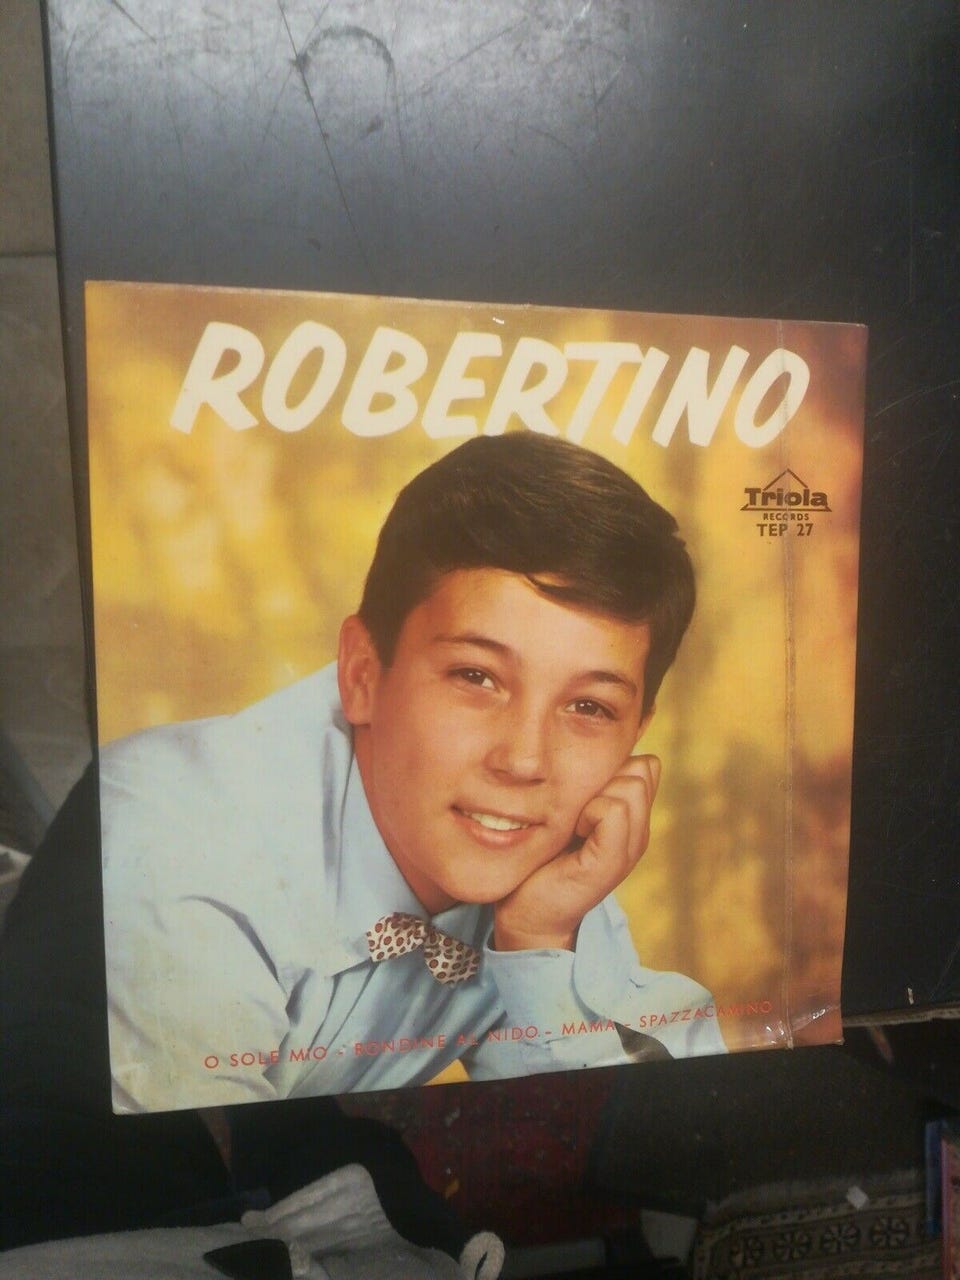 ROBERTINO
Triola
RECORDS
TEP 27
O SOLE MIO - RONDINE AL NIDO - MAMA - SPAZZACAMINO